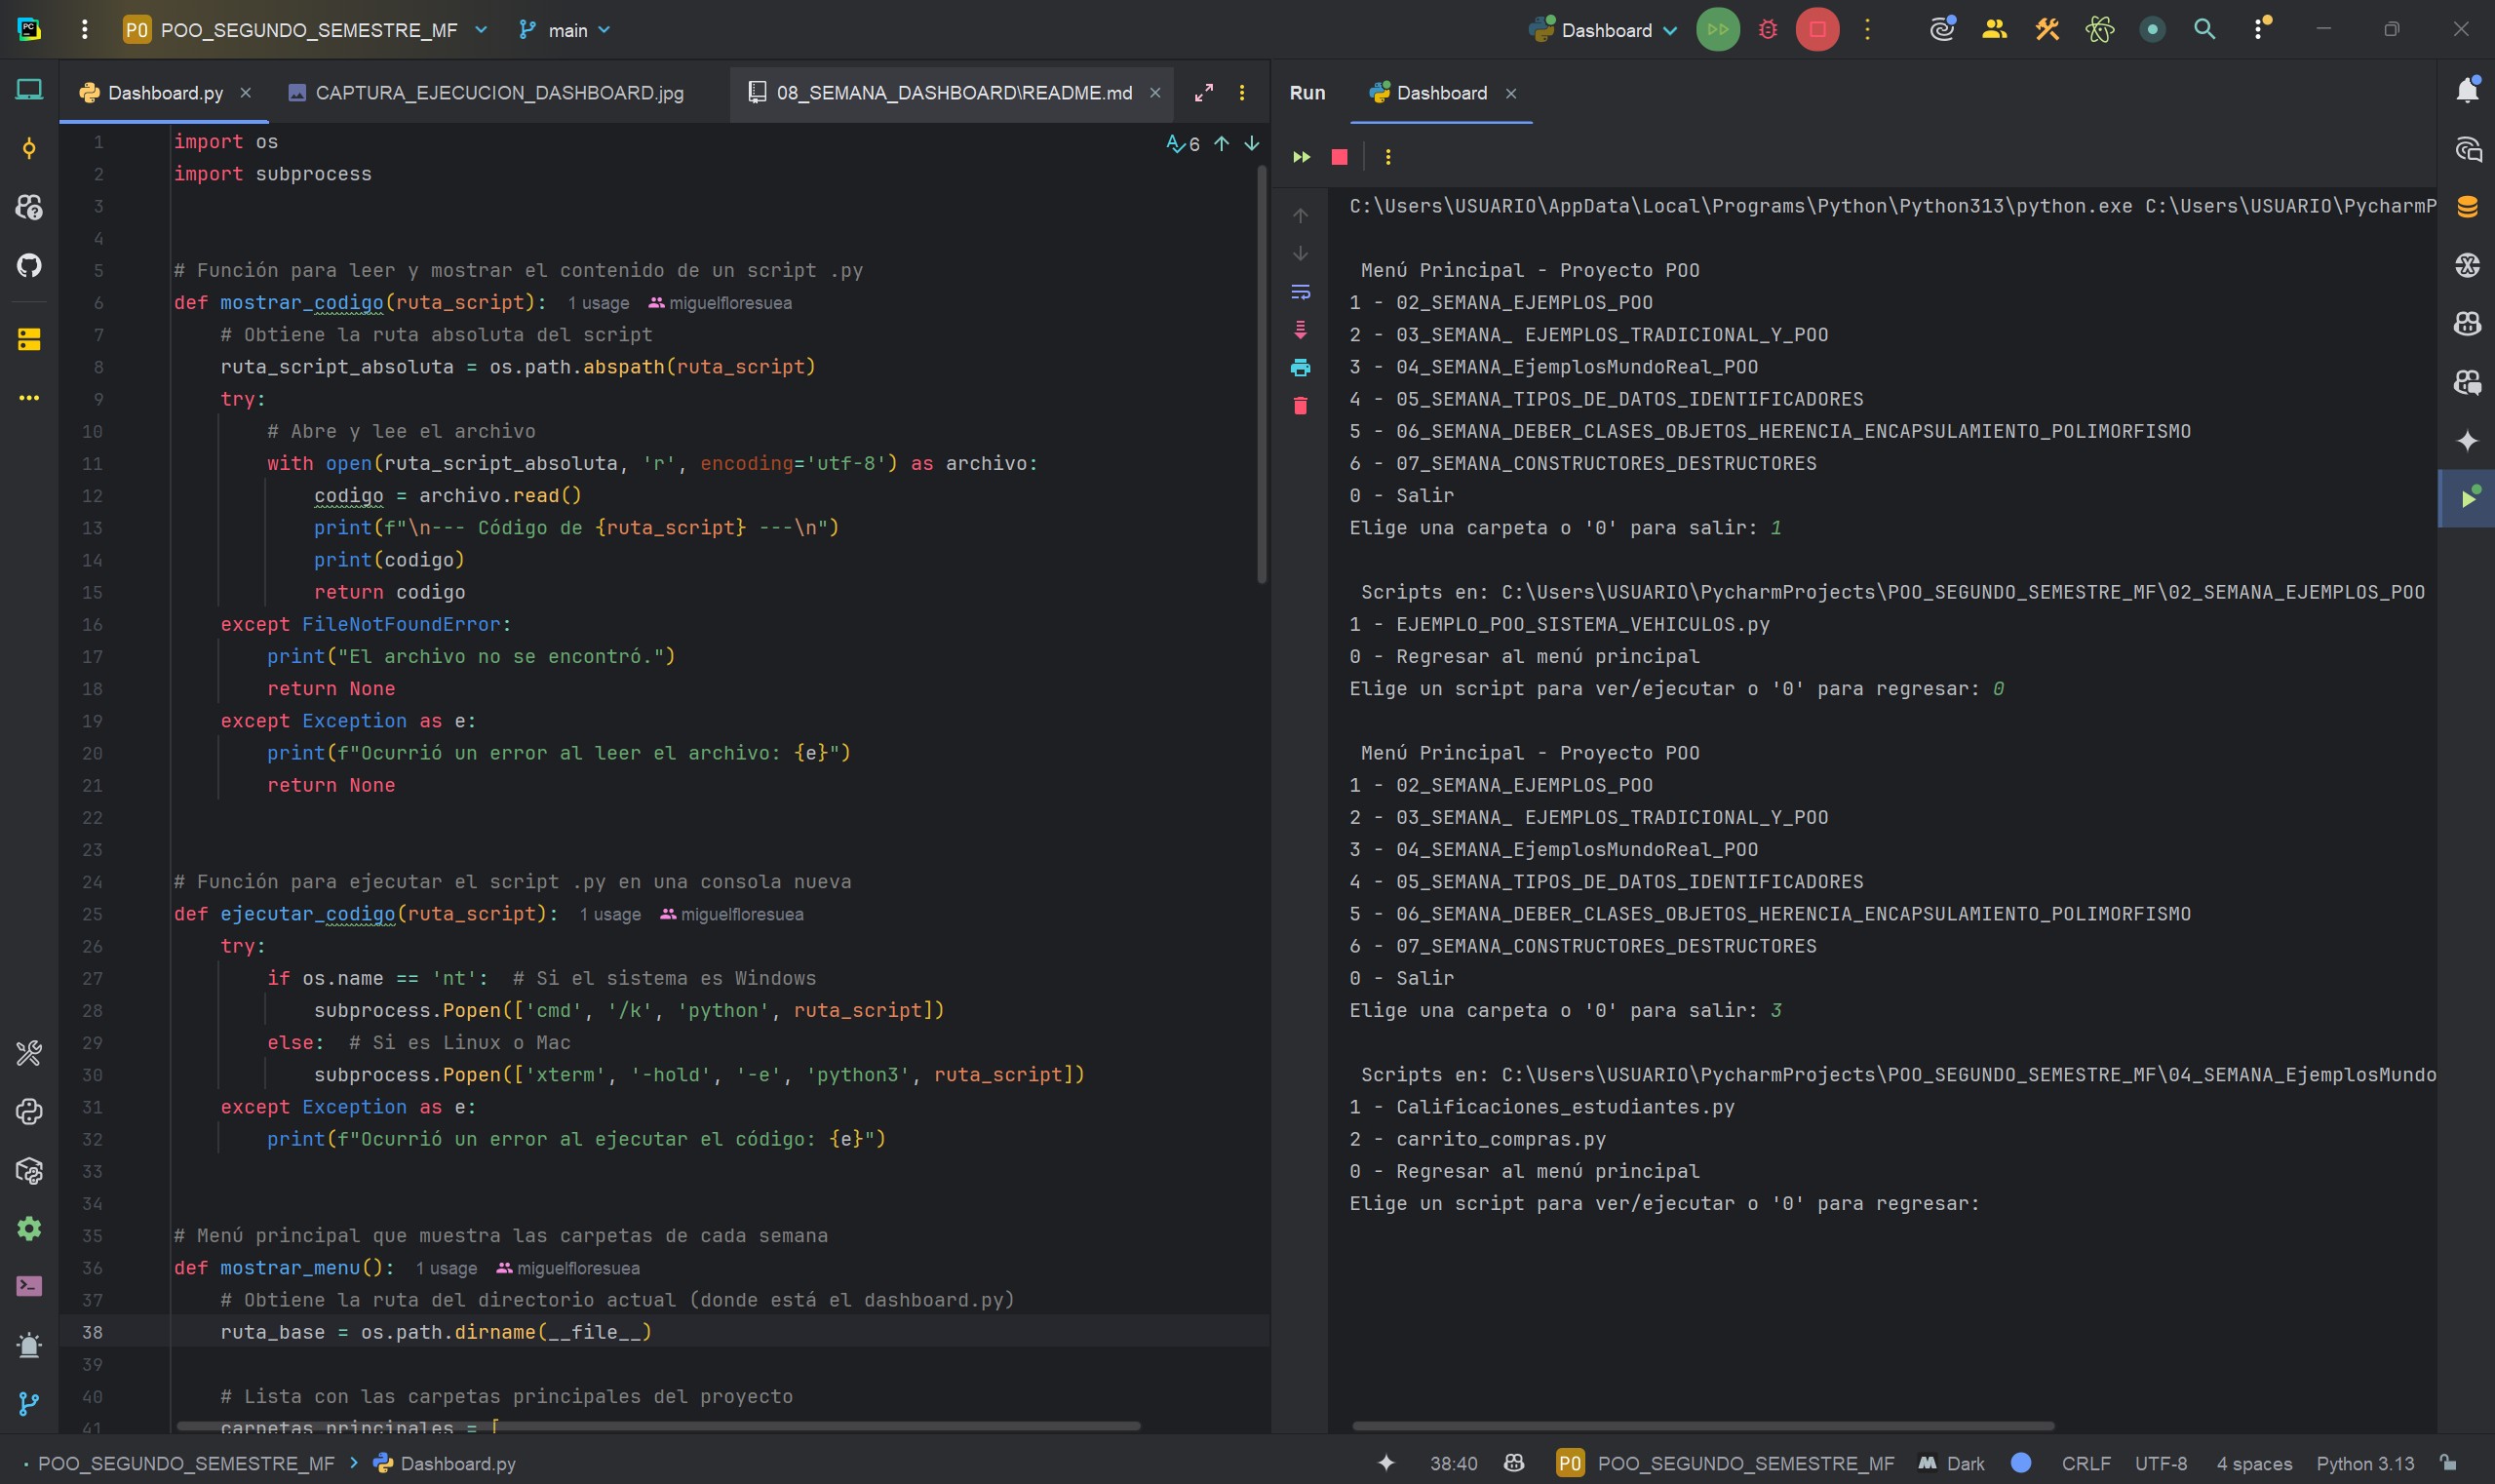 PC
PO POO_SEGUNDO_SEMESTRE_MF main Dashboard
Dashboard.py CAPTURA_EJECUCION_DASHBOARD.jpg 08_SEMANA_DASHBOARD\README.md
6
1 import os
2 import subprocess
3
4
5 # Función para leer y mostrar el contenido de un script .py
6 def mostrar_codigo(ruta_script): 1 usage miguelfloresuea
7 # Obtiene la ruta absoluta del script
8 ruta_script_absoluta = os.path.abspath(ruta_script)
9 try:
10 # Abre y lee el archivo
11 with open(ruta_script_absoluta, 'r', encoding='utf-8') as archivo:
12 codigo = archivo.read()
13 print(f"\n--- Código de {ruta_script} ---\n")
14 print(codigo)
15 return codigo
16 except FileNotFoundError:
17 print("El archivo no se encontró.")
18 return None
19 except Exception as e:
20 print(f"Ocurrió un error al leer el archivo: {e}")
21 return None
22
23
24 # Función para ejecutar el script .py en una consola nueva
25 def ejecutar_codigo(ruta_script): 1 usage miguelfloresuea
26 try:
27 if os.name == 'nt': # Si el sistema es Windows
28 subprocess.Popen(['cmd', '/k', 'python', ruta_script])
29 else: # Si es Linux o Mac
30 subprocess.Popen(['xterm', '-hold', '-e', 'python3', ruta_script])
31 except Exception as e:
32 print(f"Ocurrió un error al ejecutar el código: {e}")
33
34
35 # Menú principal que muestra las carpetas de cada semana
36 def mostrar_menu(): 1 usage miguelfloresuea
37 # Obtiene la ruta del directorio actual (donde está el dashboard.py)
38 ruta_base = os.path.dirname(__file__)
39
40 # Lista con las carpetas principales del proyecto
41 carpetas_principales = [
Run Dashboard
C:\Users\USUARIO\AppData\Local\Programs\Python\Python313\python.exe C:\Users\USUARIO\PycharmP
Menú Principal - Proyecto POO
1 - 02_SEMANA_EJEMPLOS_POO
2 - 03_SEMANA_ EJEMPLOS_TRADICIONAL_Y_POO
3 - 04_SEMANA_EjemplosMundoReal_POO
4 - 05_SEMANA_TIPOS_DE_DATOS_IDENTIFICADORES
5 - 06_SEMANA_DEBER_CLASES_OBJETOS_HERENCIA_ENCAPSULAMIENTO_POLIMORFISMO
6 - 07_SEMANA_CONSTRUCTORES_DESTRUCTORES
0 - Salir
Elige una carpeta o '0' para salir: 1
Scripts en: C:\Users\USUARIO\PycharmProjects\POO_SEGUNDO_SEMESTRE_MF\02_SEMANA_EJEMPLOS_POO
1 - EJEMPLO_POO_SISTEMA_VEHICULOS.py
0 - Regresar al menú principal
Elige un script para ver/ejecutar o '0' para regresar: 0
Menú Principal - Proyecto POO
1 - 02_SEMANA_EJEMPLOS_POO
2 - 03_SEMANA_ EJEMPLOS_TRADICIONAL_Y_POO
3 - 04_SEMANA_EjemplosMundoReal_POO
4 - 05_SEMANA_TIPOS_DE_DATOS_IDENTIFICADORES
5 - 06_SEMANA_DEBER_CLASES_OBJETOS_HERENCIA_ENCAPSULAMIENTO_POLIMORFISMO
6 - 07_SEMANA_CONSTRUCTORES_DESTRUCTORES
0 - Salir
Elige una carpeta o '0' para salir: 3
Scripts en: C:\Users\USUARIO\PycharmProjects\POO_SEGUNDO_SEMESTRE_MF\04_SEMANA_EjemplosMundo
1 - Calificaciones_estudiantes.py
2 - carrito_compras.py
0 - Regresar al menú principal
Elige un script para ver/ejecutar o '0' para regresar:
POO_SEGUNDO_SEMESTRE_MF Dashboard.py 38:40 PO POO_SEGUNDO_SEMESTRE_MF Dark CRLF UTF-8 4 spaces Python 3.13